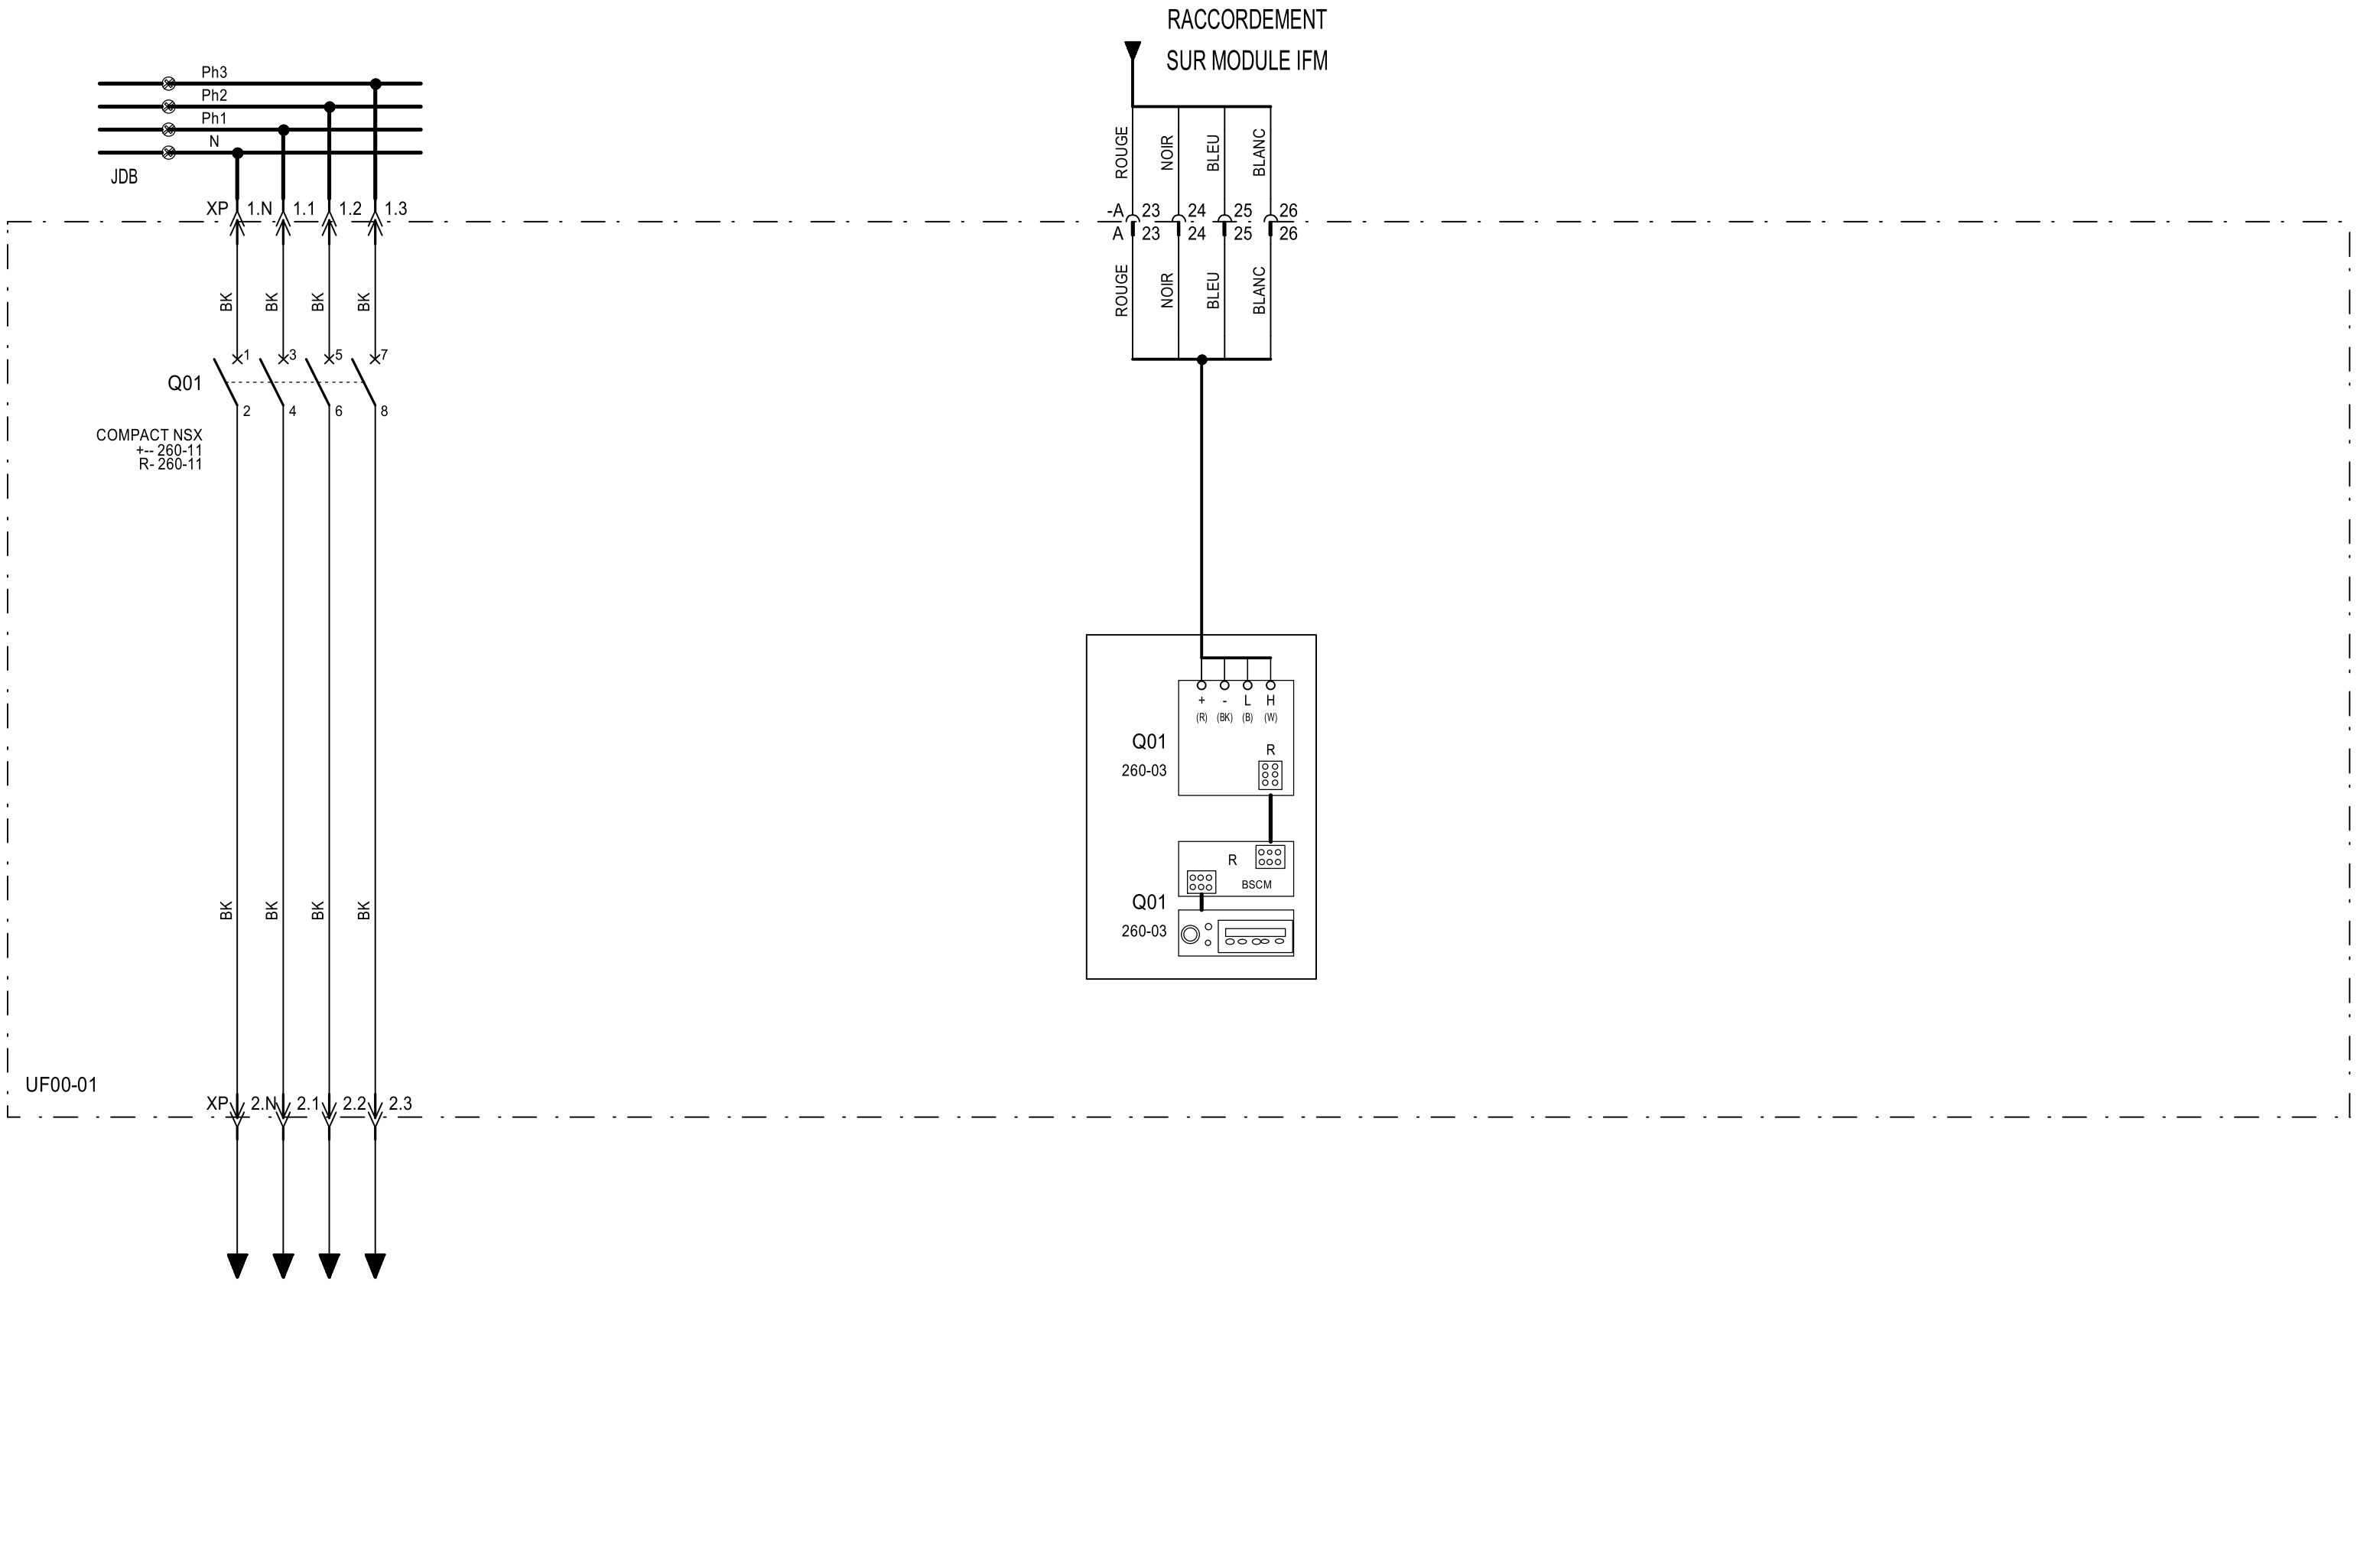 RACCORDEMENT
SUR MODULE IFM
Ph3
Ph2
Ph1
N
JDB
ROUGE NOIR BLEU BLANC
XP 1.N 1.1 1.2 1.3
-A 23 24 25 26
A 23 24 25 26
ROUGE NOIR BLEU BLANC
BK BK BK BK
1 3 5 7
Q01
2 4 6 8
COMPACT NSX
+-- 260-11
R- 260-11
+ - L H
(R) (BK) (B) (W)
Q01
R
260-03
R
BSCM
Q01
260-03
BK BK BK BK
UF00-01
XP 2.N 2.1 2.2 2.3